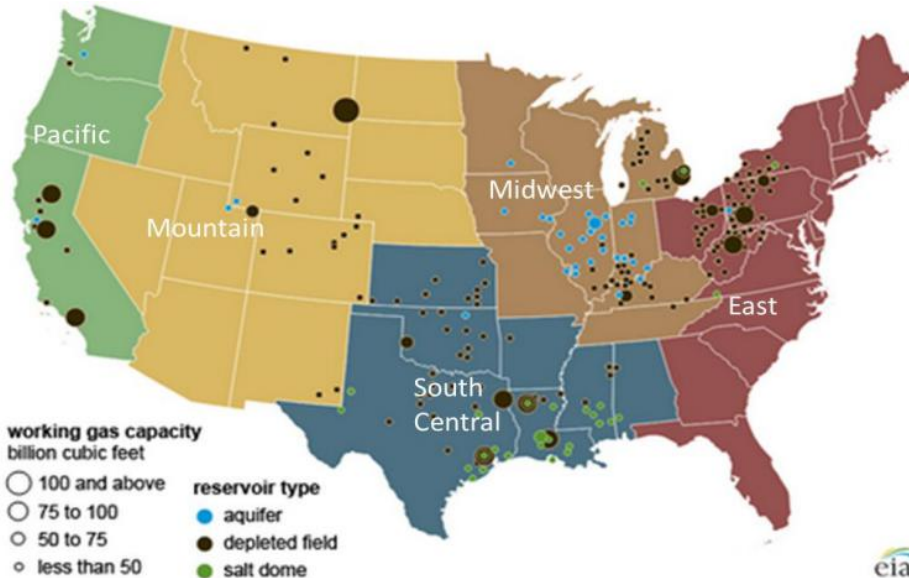 Pacific
Mountain
Midwest
East
South
Central
working gas capacity
billion cubic feet
100 and above
75 to 100
50 to 75
less than 50
reservoir type
aquifer
depleted field
salt dome
eia